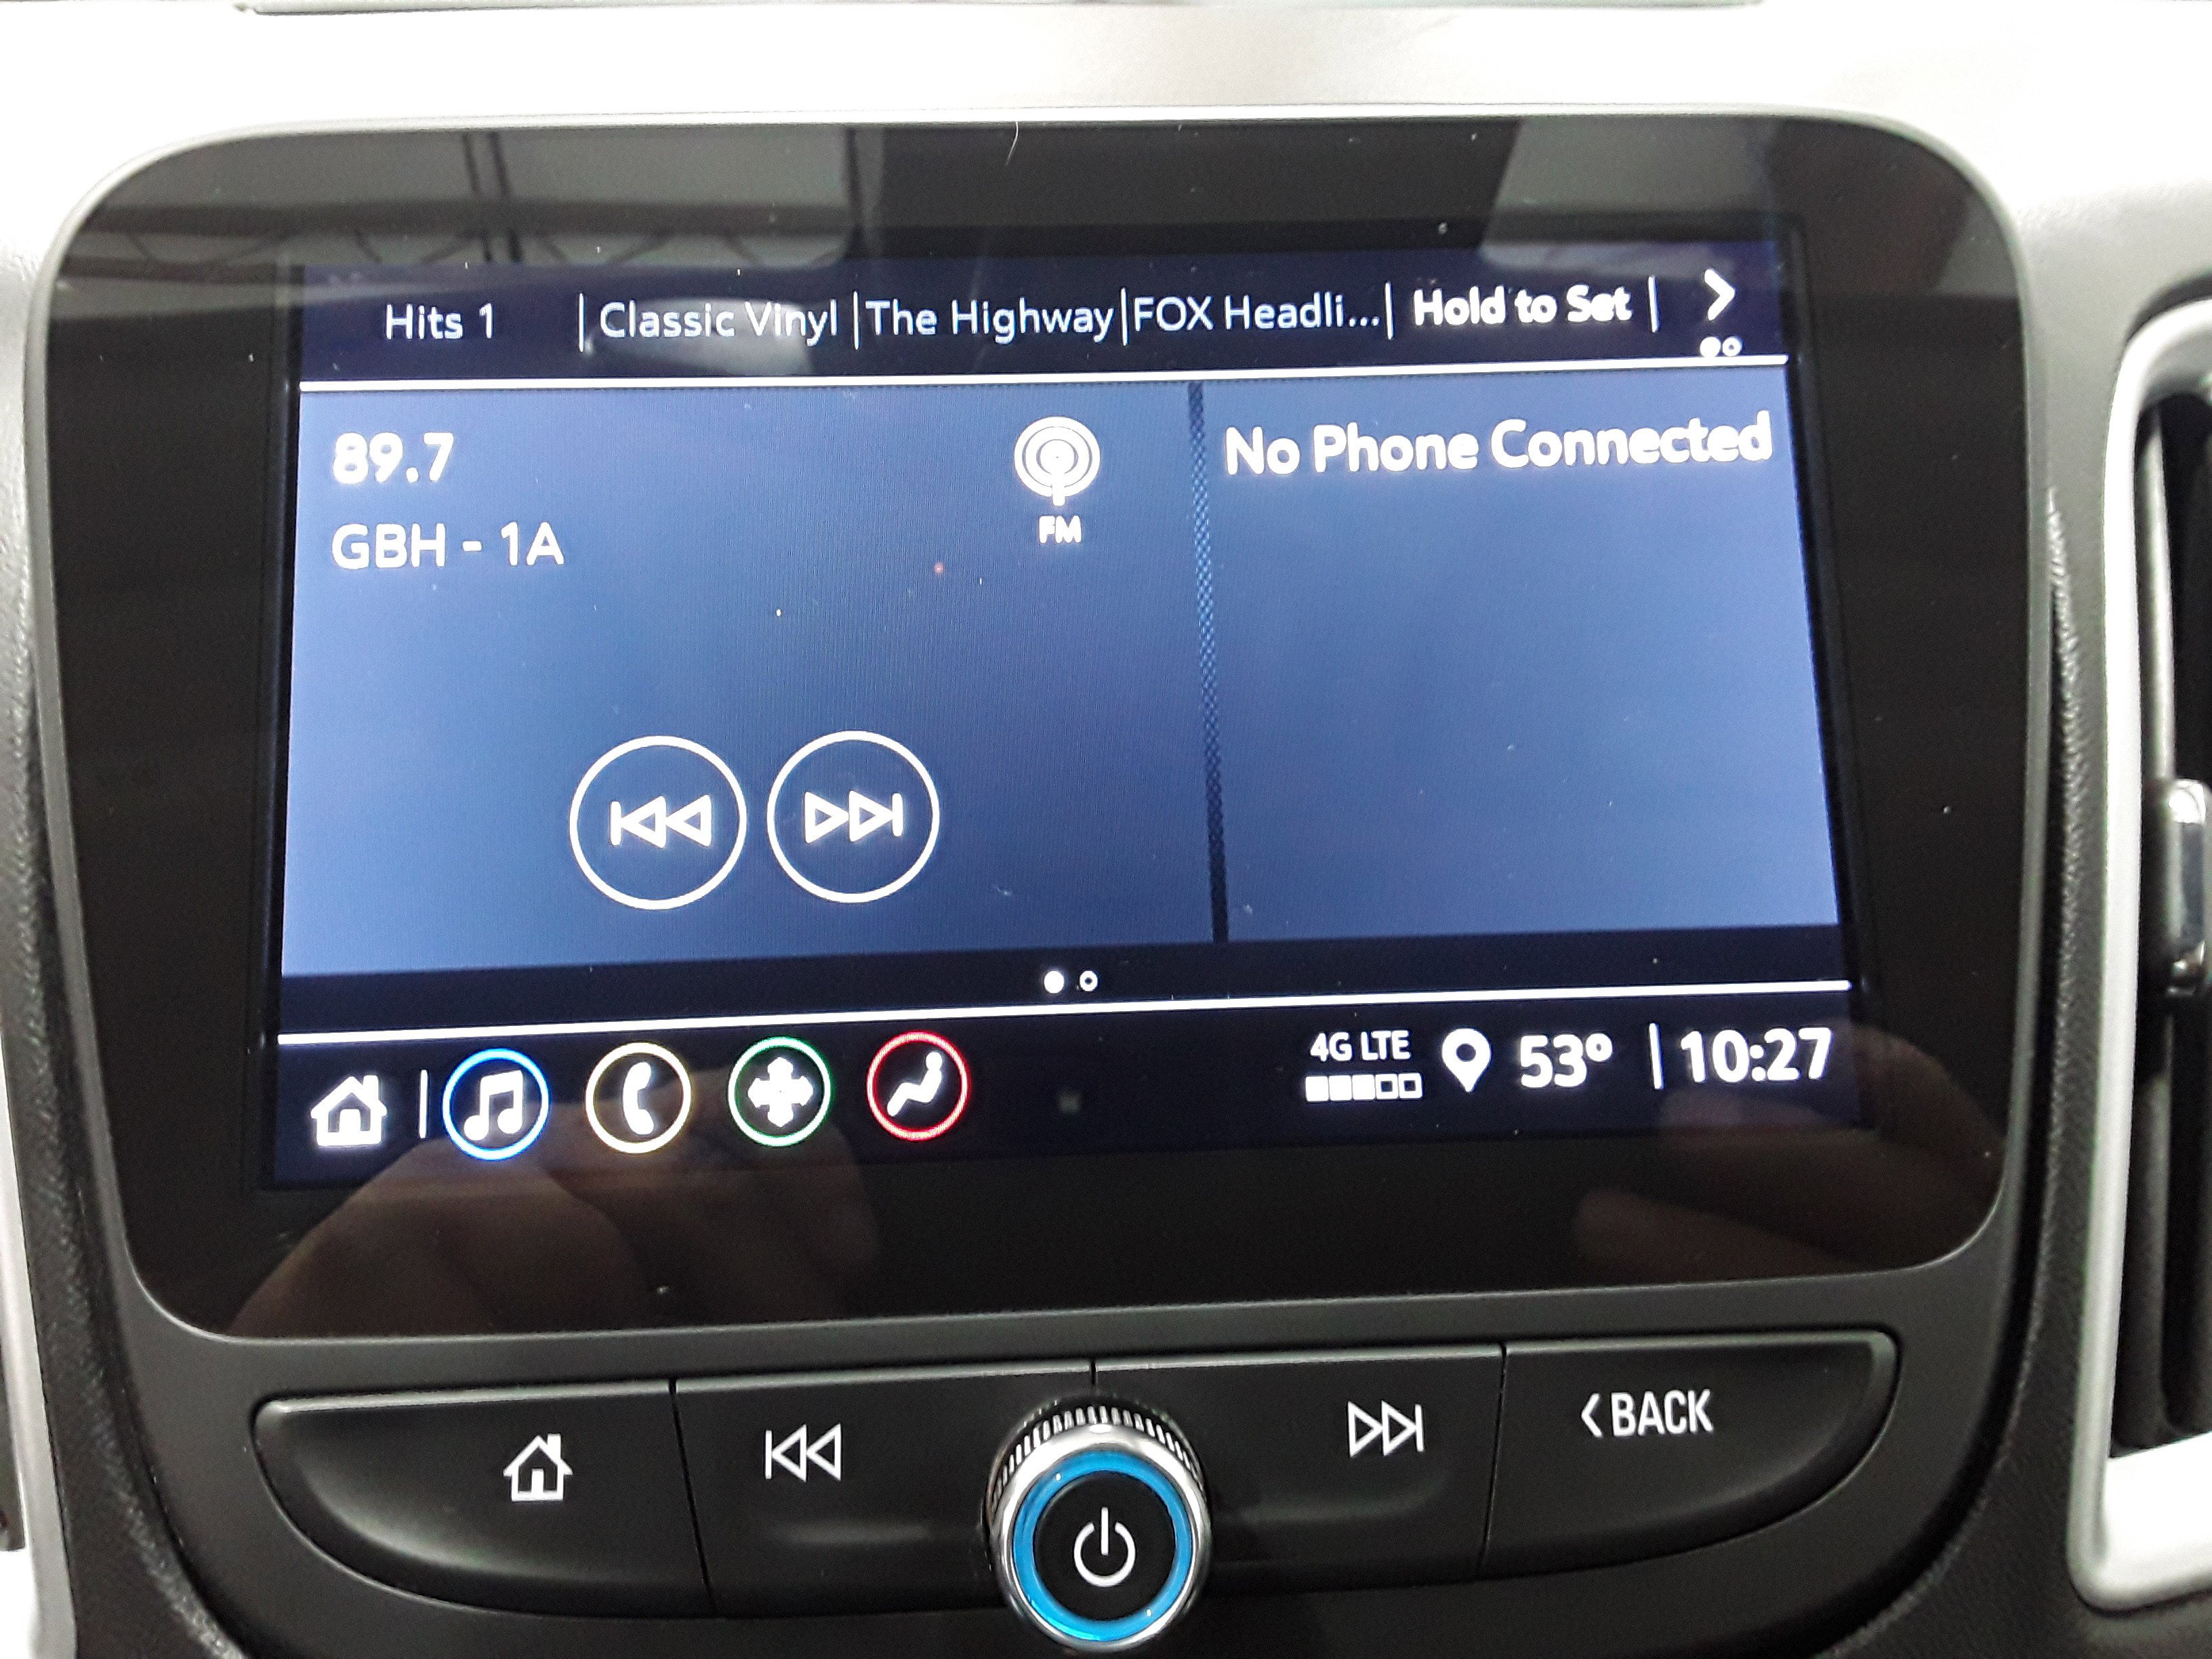 Hits 1 | Classic Vinyl | The Highway | FOX Headli... | Hold to Set |
89.7
GBH - 1A
FM
No Phone Connected
4G LTE
53° | 10:27
BACK